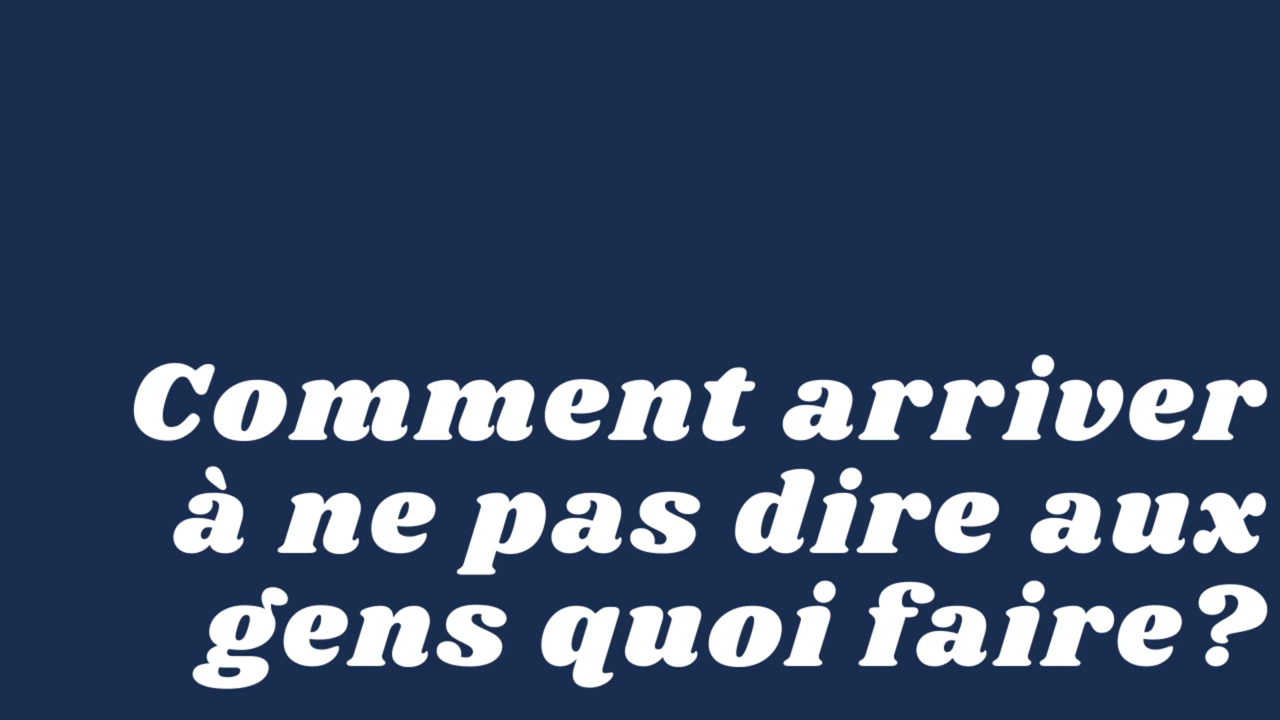 Comment arriver
à ne pas dire aux
gens quoi faire?